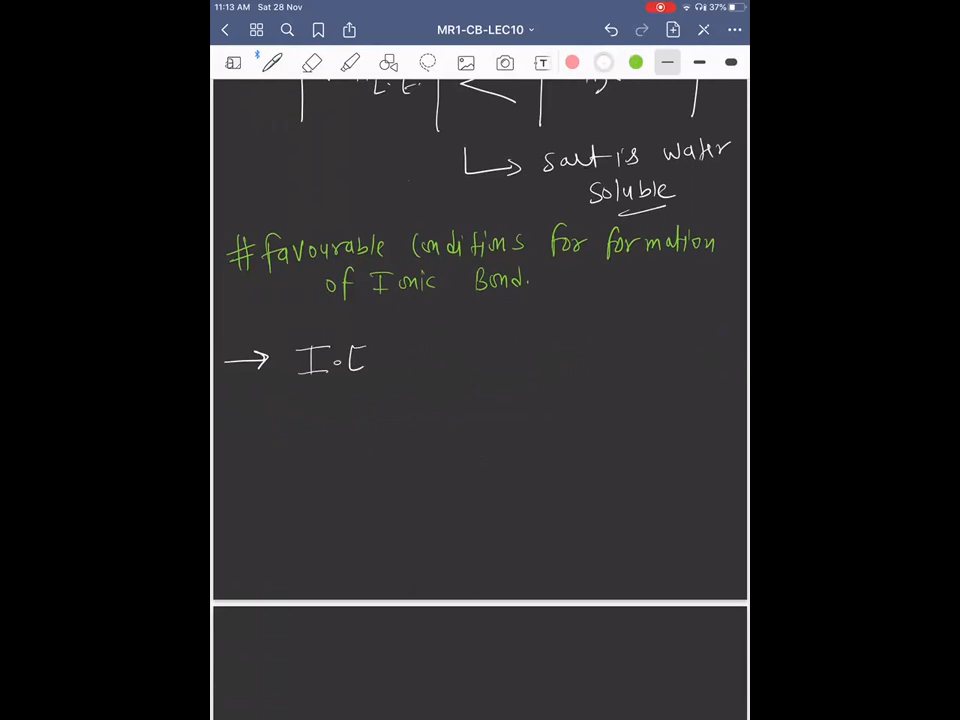 11:13 AM Sat 28 Nov
37%
MR1-CB-LEC10
T
L.E.
salt is water
soluble
#favourable conditions for formation
of Ionic Bond.
→ I.E